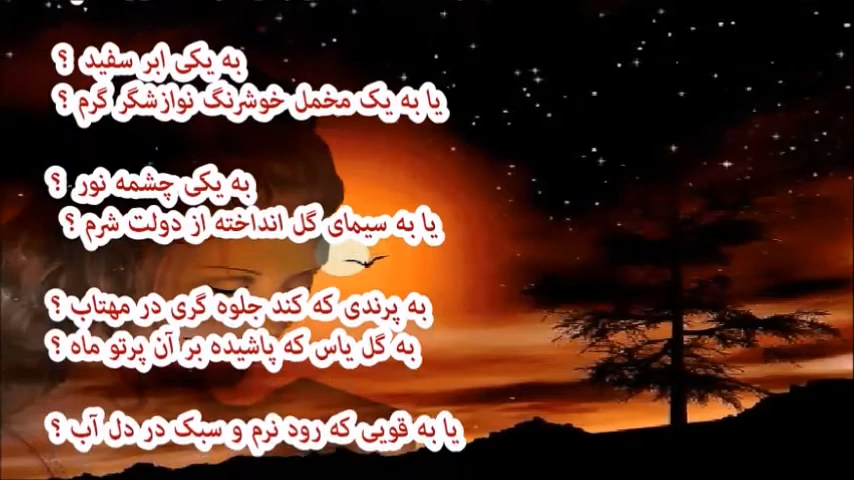 به یکی ابر سفید ؟
یا به یک مخمل خوشرنگ نوازشگر گرم ؟
به یکی چشمه نور ؟
یا به سیمای گل انداخته از دولت شرم ؟
به پرندی که کند جلوه گری در مهتاب ؟
به گل یاس که پاشیده بر آن پرتو ماه ؟
یا به قویی که رود نرم و سبک در دل آب ؟